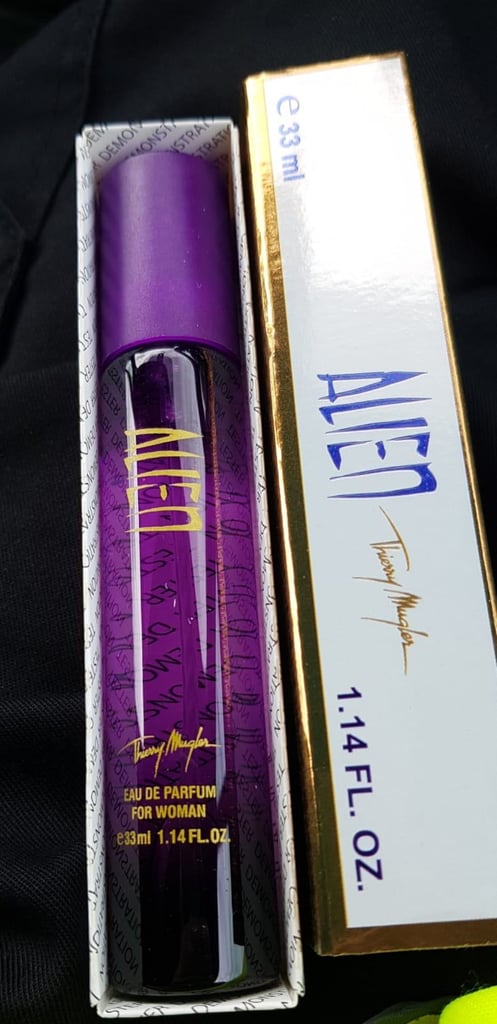 ALIEN
Thierry Mugler
EAU DE PARFUM
FOR WOMAN
e33ml 1.14 FL.OZ.
e 33 ml
ALIEN
Thierry Mugler
1.14 FL. OZ.